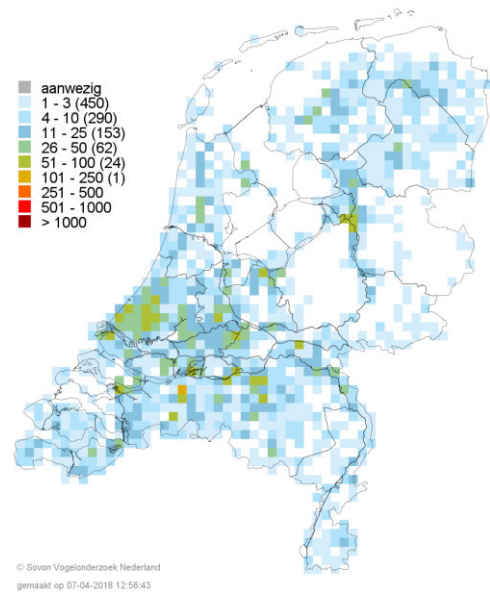 aanwezig
1 - 3 (450)
4 - 10 (290)
11 - 25 (153)
26 - 50 (62)
51 - 100 (24)
101 - 250 (1)
251 - 500
501 - 1000
> 1000
© Sovon Vogelonderzoek Nederland
gemaakt op 07-04-2018 12:56:43